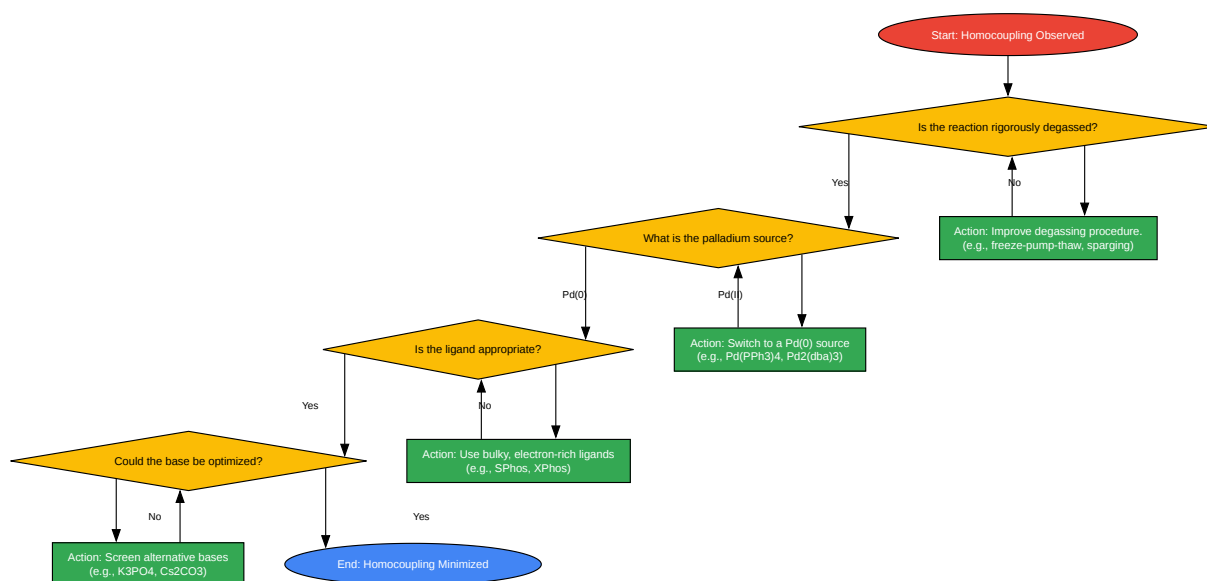 Start: Homocoupling Observed
Is the reaction rigorously degassed?
Yes
No
Action: Improve degassing procedure.
(e.g., freeze-pump-thaw, sparging)
What is the palladium source?
Pd(0)
Pd(II)
Action: Switch to a Pd(0) source
(e.g., Pd(PPh3)4, Pd2(dba)3)
Is the ligand appropriate?
Yes
No
Action: Use bulky, electron-rich ligands
(e.g., SPhos, XPhos)
Could the base be optimized?
No
Yes
Action: Screen alternative bases
(e.g., K3PO4, Cs2CO3)
End: Homocoupling Minimized